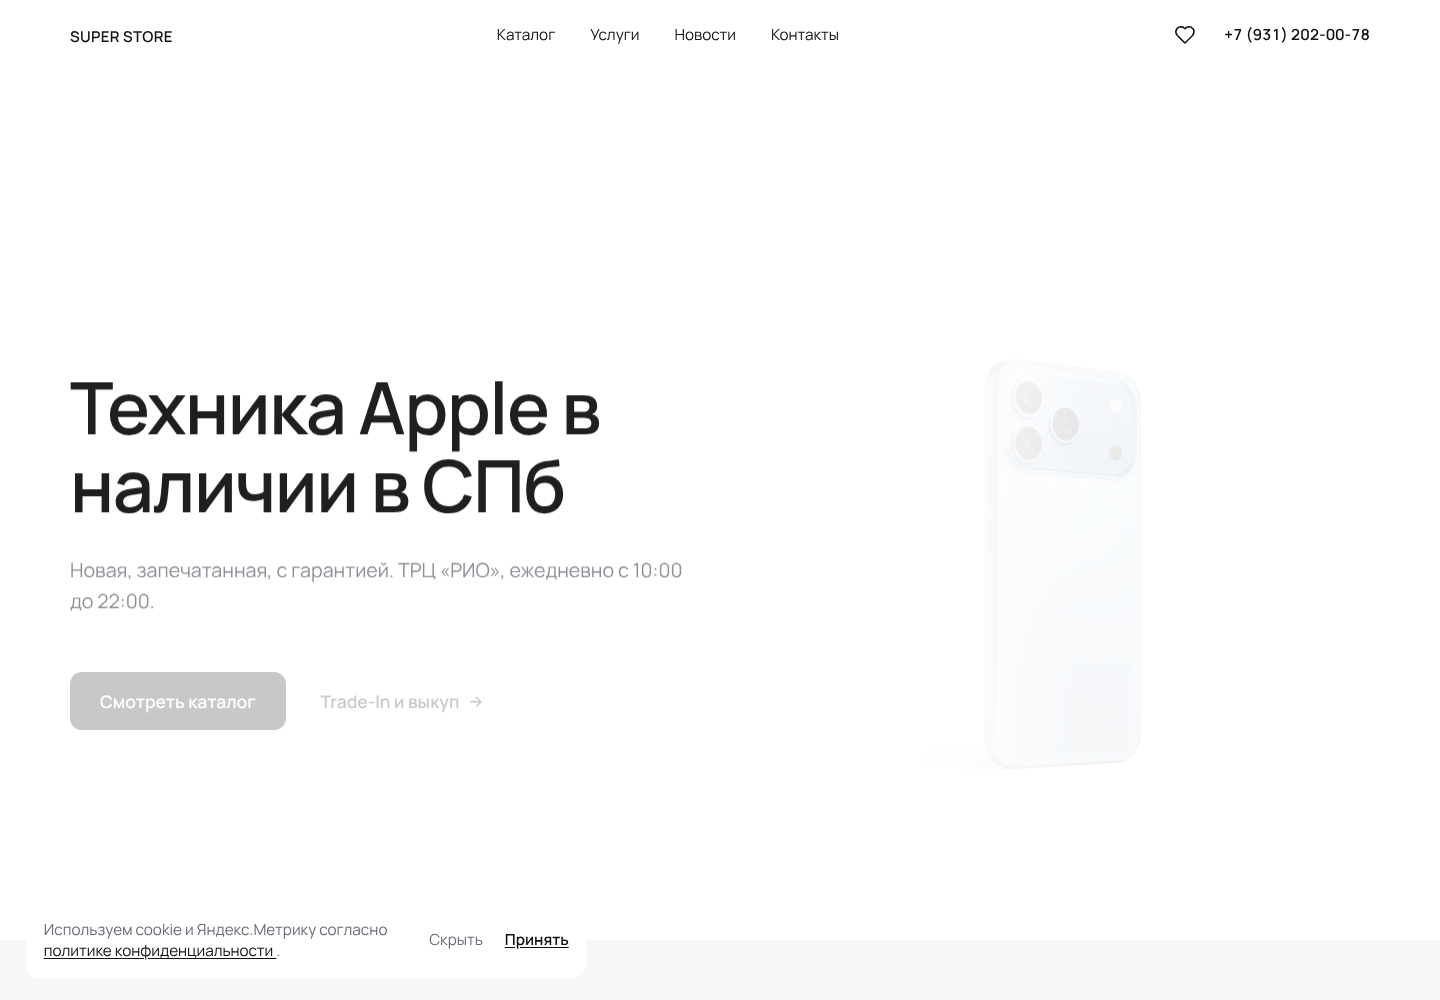 SUPER STORE
Каталог
Услуги
Новости
Контакты
+7 (931) 202-00-78
Техника Apple в
наличии в СПб
Новая, запечатанная, с гарантией. ТРЦ «РИО», ежедневно с 10:00
до 22:00.
Смотреть каталог
Trade-In и выкуп →
Используем cookie и Яндекс.Метрику согласно
политике конфиденциальности .
Скрыть
Принять